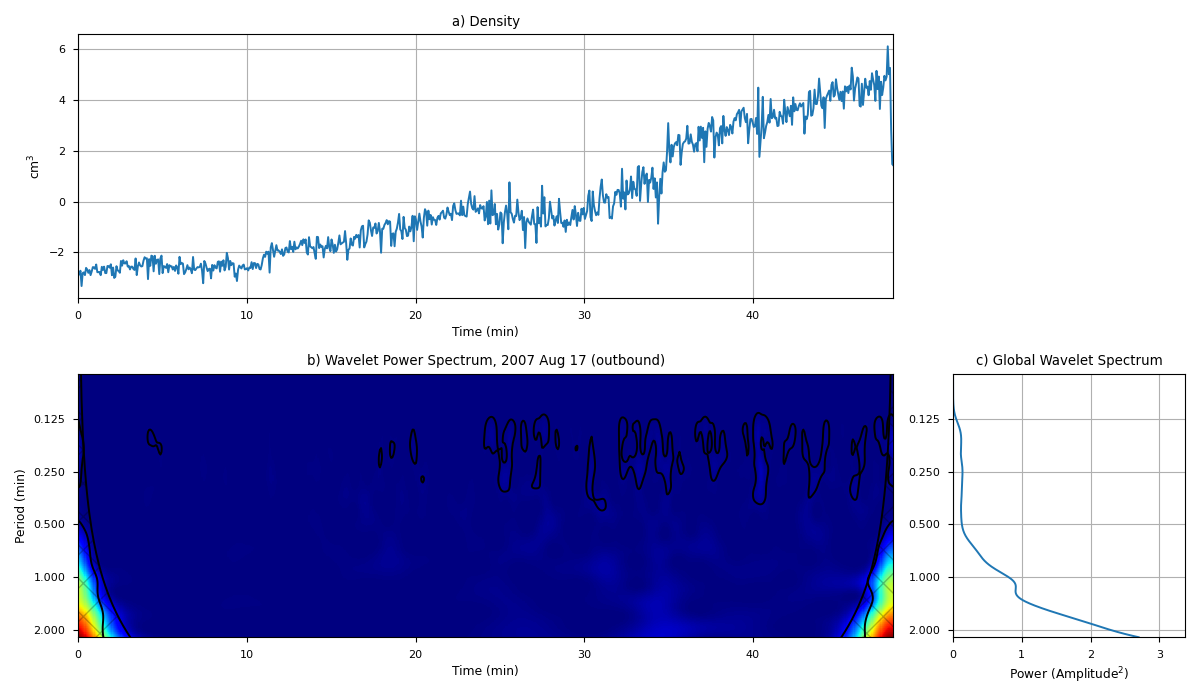 a) Density
6
4
2
0
−2
cm³
0 10 20 30 40
Time (min)
b) Wavelet Power Spectrum, 2007 Aug 17 (outbound)
0.125
0.250
0.500
1.000
2.000
Period (min)
0 10 20 30 40
Time (min)
c) Global Wavelet Spectrum
0.125
0.250
0.500
1.000
2.000
0 1 2 3
Power (Amplitude²)